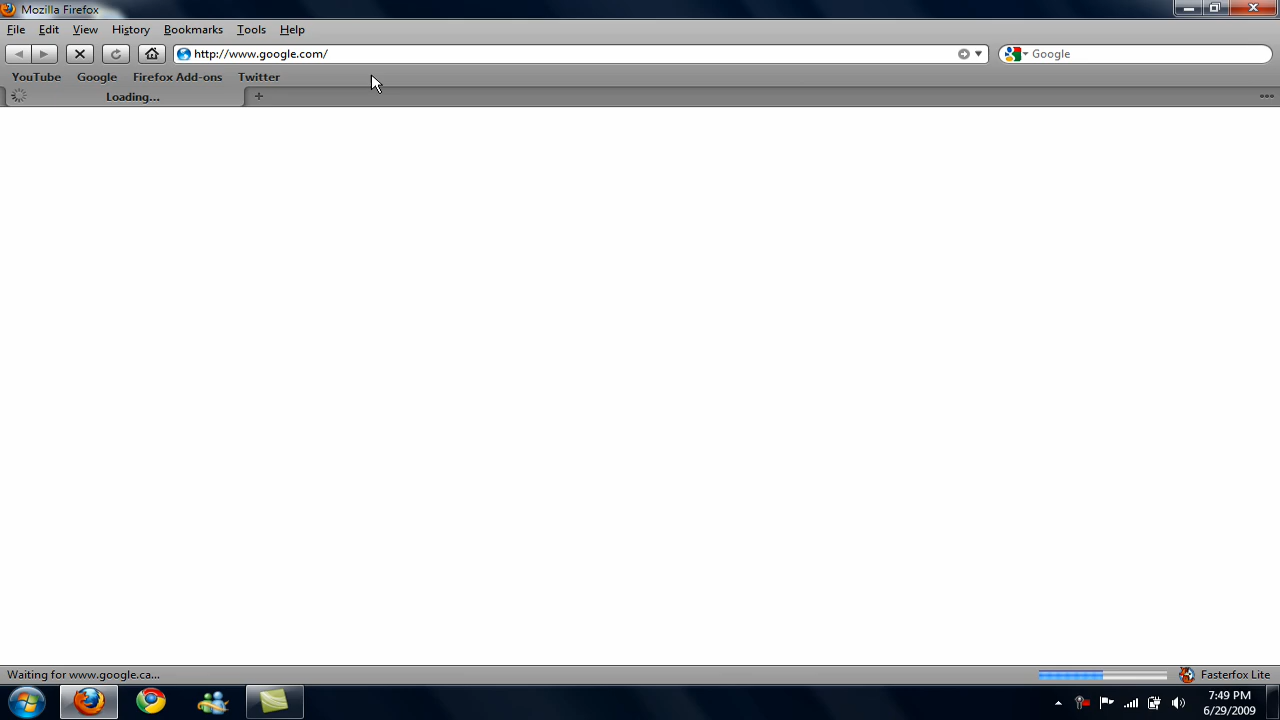 Mozilla Firefox
File Edit View History Bookmarks Tools Help
http://www.google.com/ Google
YouTube Google Firefox Add-ons Twitter
Loading...
Waiting for www.google.ca... Fasterfox Lite
7:49 PM
6/29/2009